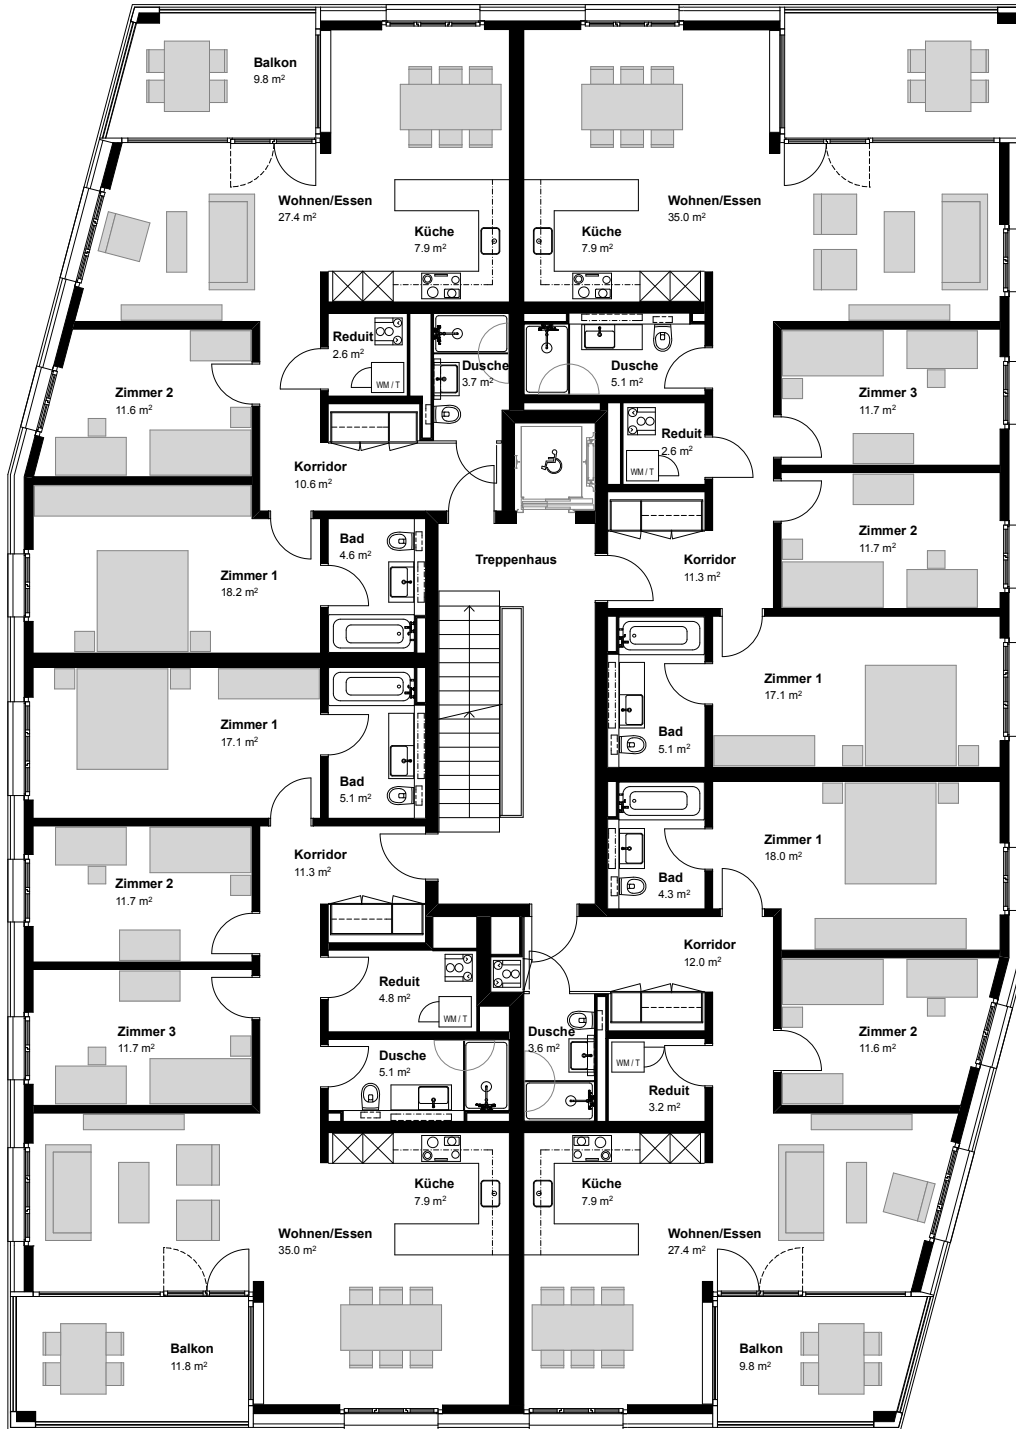 Balkon
9.8 m²
Wohnen/Essen
27.4 m²
Küche
7.9 m²
Küche
7.9 m²
Wohnen/Essen
35.0 m²
Reduit
2.6 m²
WM / T
Dusche
3.7 m²
Dusche
5.1 m²
Zimmer 2
11.6 m²
Zimmer 3
11.7 m²
Reduit
2.6 m²
WM / T
Korridor
10.6 m²
Bad
4.6 m²
Treppenhaus
Korridor
11.3 m²
Zimmer 2
11.7 m²
Zimmer 1
18.2 m²
Zimmer 1
17.1 m²
Zimmer 1
17.1 m²
Bad
5.1 m²
Bad
5.1 m²
Korridor
11.3 m²
Zimmer 1
18.0 m²
Zimmer 2
11.7 m²
Bad
4.3 m²
Korridor
12.0 m²
Reduit
4.8 m²
WM / T
Zimmer 3
11.7 m²
Dusche
5.1 m²
Dusche
3.6 m²
WM / T
Reduit
3.2 m²
Zimmer 2
11.6 m²
Küche
7.9 m²
Küche
7.9 m²
Wohnen/Essen
35.0 m²
Wohnen/Essen
27.4 m²
Balkon
11.8 m²
Balkon
9.8 m²